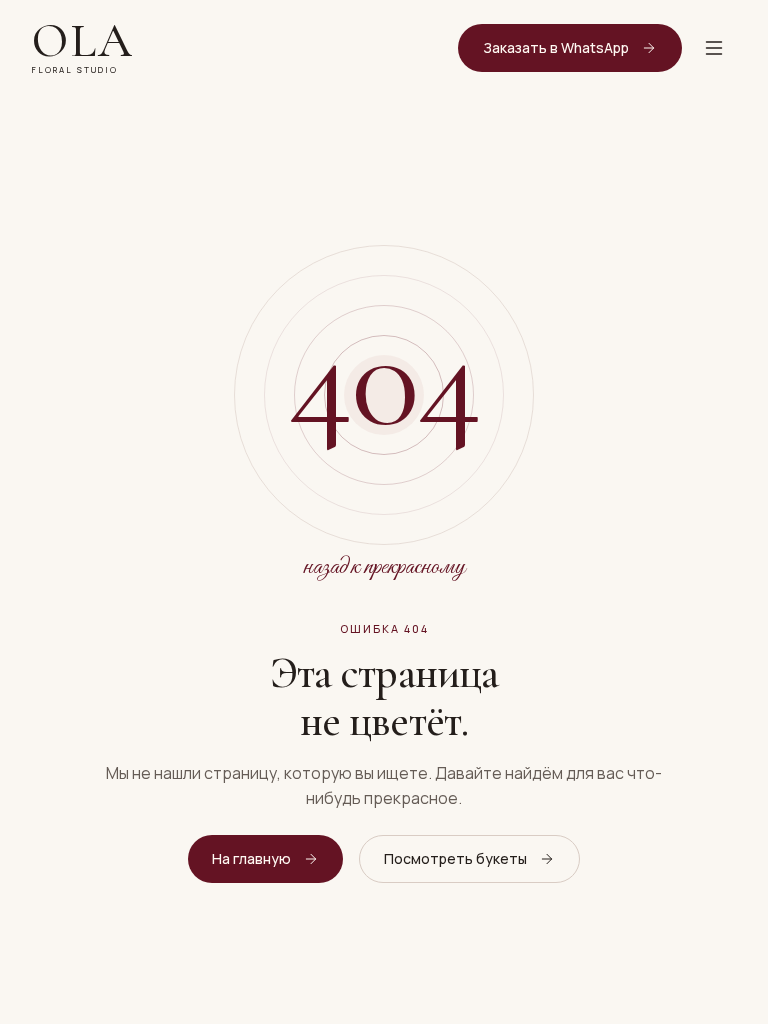 OLA
FLORAL STUDIO
Заказать в WhatsApp
404
назад к прекрасному
ОШИБКА 404
Эта страница
не цветёт.
Мы не нашли страницу, которую вы ищете. Давайте найдём для вас что-
нибудь прекрасное.
На главную
Посмотреть букеты